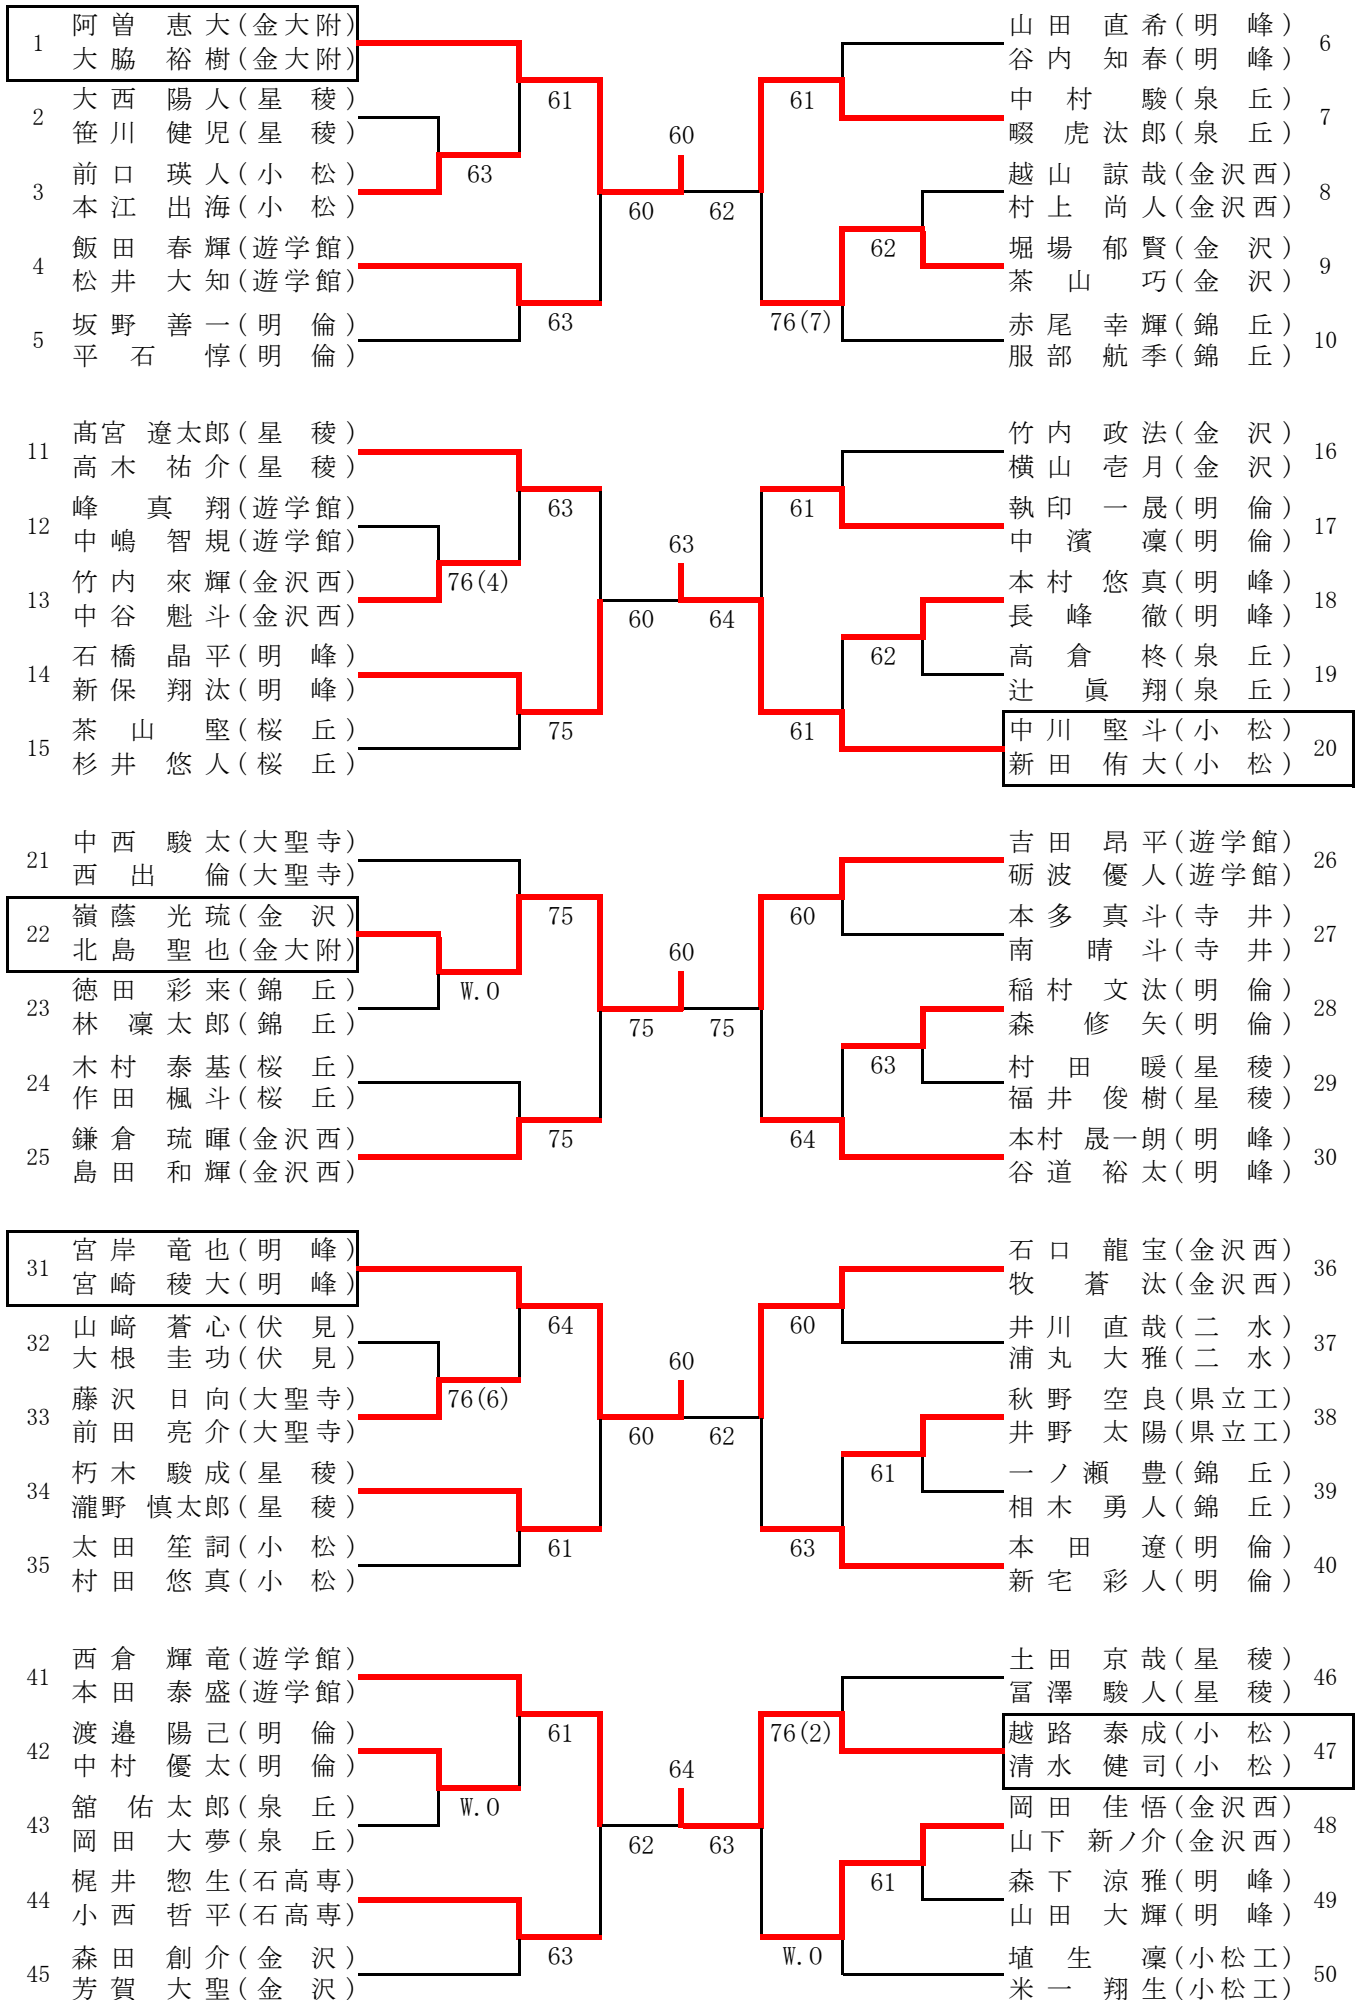 1 阿曽 恵大(金大附)
大脇 裕樹(金大附)
2 大西 陽人(星 稜)
笹川 健児(星 稜)
3 前口 瑛人(小 松)
本江 出海(小 松)
4 飯田 春輝(遊学館)
松井 大知(遊学館)
5 坂野 善一(明 倫)
平石 惇(明 倫)
61
63
63
60
60
62
61
62
76(7)
山田 直希(明 峰) 6
谷内 知春(明 峰)
中村 駿(泉 丘) 7
畷 虎汰郎(泉 丘)
越山 諒哉(金沢西) 8
村上 尚人(金沢西)
堀場 郁賢(金 沢) 9
茶山 巧(金 沢)
赤尾 幸輝(錦 丘) 10
服部 航季(錦 丘)
11 髙宮 遼太郎(星 稜)
高木 祐介(星 稜)
12 峰 真翔(遊学館)
中嶋 智規(遊学館)
13 竹内 來輝(金沢西)
中谷 魁斗(金沢西)
14 石橋 晶平(明 峰)
新保 翔汰(明 峰)
15 茶山 堅(桜 丘)
杉井 悠人(桜 丘)
63
76(4)
75
60
63
64
61
62
61
竹内 政法(金 沢) 16
横山 壱月(金 沢)
執印 一晟(明 倫) 17
中濱 凜(明 倫)
本村 悠真(明 峰) 18
長峰 徹(明 峰)
高倉 柊(泉 丘) 19
辻 眞翔(泉 丘)
中川 堅斗(小 松) 20
新田 侑大(小 松)
21 中西 駿太(大聖寺)
西出 倫(大聖寺)
22 嶺蔭 光琉(金 沢)
北島 聖也(金大附)
23 徳田 彩来(錦 丘)
林 凜太郎(錦 丘)
24 木村 泰基(桜 丘)
作田 楓斗(桜 丘)
25 鎌倉 琉暉(金沢西)
島田 和輝(金沢西)
75
W.O
75
75
60
75
60
63
64
吉田 昂平(遊学館) 26
砺波 優人(遊学館)
本多 真斗(寺 井) 27
南 晴斗(寺 井)
稲村 文汰(明 倫) 28
森 修矢(明 倫)
村田 暖(星 稜) 29
福井 俊樹(星 稜)
本村 晟一朗(明 峰) 30
谷道 裕太(明 峰)
31 宮岸 竜也(明 峰)
宮崎 稜大(明 峰)
32 山﨑 蒼心(伏 見)
大根 圭功(伏 見)
33 藤沢 日向(大聖寺)
前田 亮介(大聖寺)
34 朽木 駿成(星 稜)
瀧野 慎太郎(星 稜)
35 太田 笙詞(小 松)
村田 悠真(小 松)
64
76(6)
61
60
60
62
60
61
63
石口 龍宝(金沢西) 36
牧 蒼汰(金沢西)
井川 直哉(二 水) 37
浦丸 大雅(二 水)
秋野 空良(県立工) 38
井野 太陽(県立工)
一ノ瀬 豊(錦 丘) 39
相木 勇人(錦 丘)
本田 遼(明 倫) 40
新宅 彩人(明 倫)
41 西倉 輝竜(遊学館)
本田 泰盛(遊学館)
42 渡邉 陽己(明 倫)
中村 優太(明 倫)
43 舘 佑太郎(泉 丘)
岡田 大夢(泉 丘)
44 梶井 惣生(石高専)
小西 哲平(石高専)
45 森田 創介(金 沢)
芳賀 大聖(金 沢)
61
W.O
63
62
64
63
76(2)
61
W.O
土田 京哉(星 稜) 46
冨澤 駿人(星 稜)
越路 泰成(小 松) 47
清水 健司(小 松)
岡田 佳悟(金沢西) 48
山下 新ノ介(金沢西)
森下 涼雅(明 峰) 49
山田 大輝(明 峰)
埴生 凜(小松工) 50
米一 翔生(小松工)